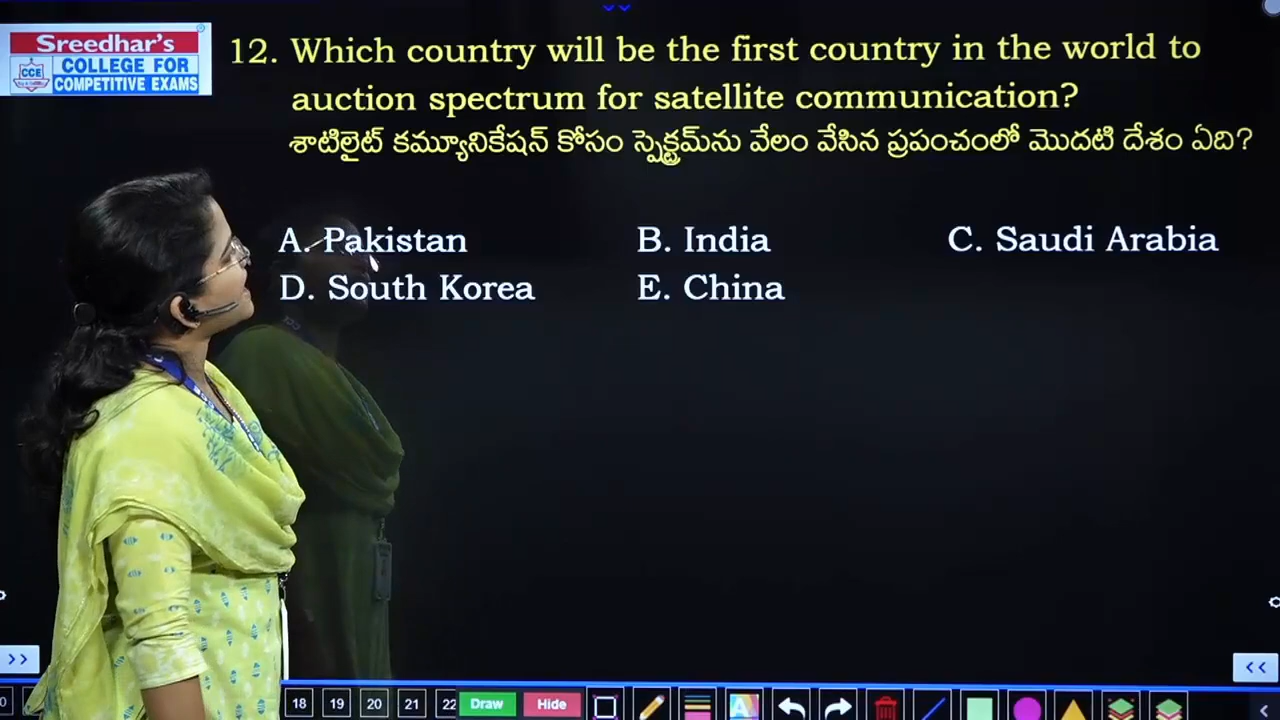 Sreedhar's
CCE
COLLEGE FOR
COMPETITIVE EXAMS
12. Which country will be the first country in the world to
auction spectrum for satellite communication?
శాటిలైట్ కమ్యూనికేషన్ కోసం స్పెక్ట్రమ్‌ను వేలం వేసిన ప్రపంచంలో మొదటి దేశం ఏది?
A. Pakistan B. India C. Saudi Arabia
D. South Korea E. China
>> <<
0 18 19 20 21 22 Draw Hide A <